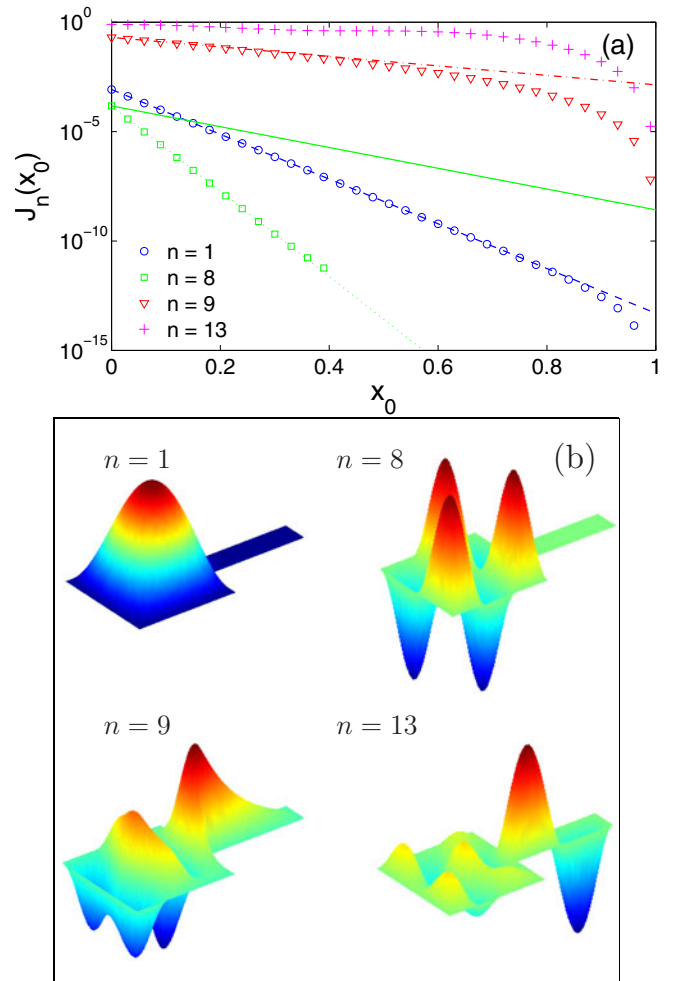 (a)
10^0
10^-5
10^-10
10^-15
J_n(x_0)
n = 1
n = 8
n = 9
n = 13
0 0.2 0.4 0.6 0.8 1
x_0
n = 1 n = 8 (b)
n = 9 n = 13